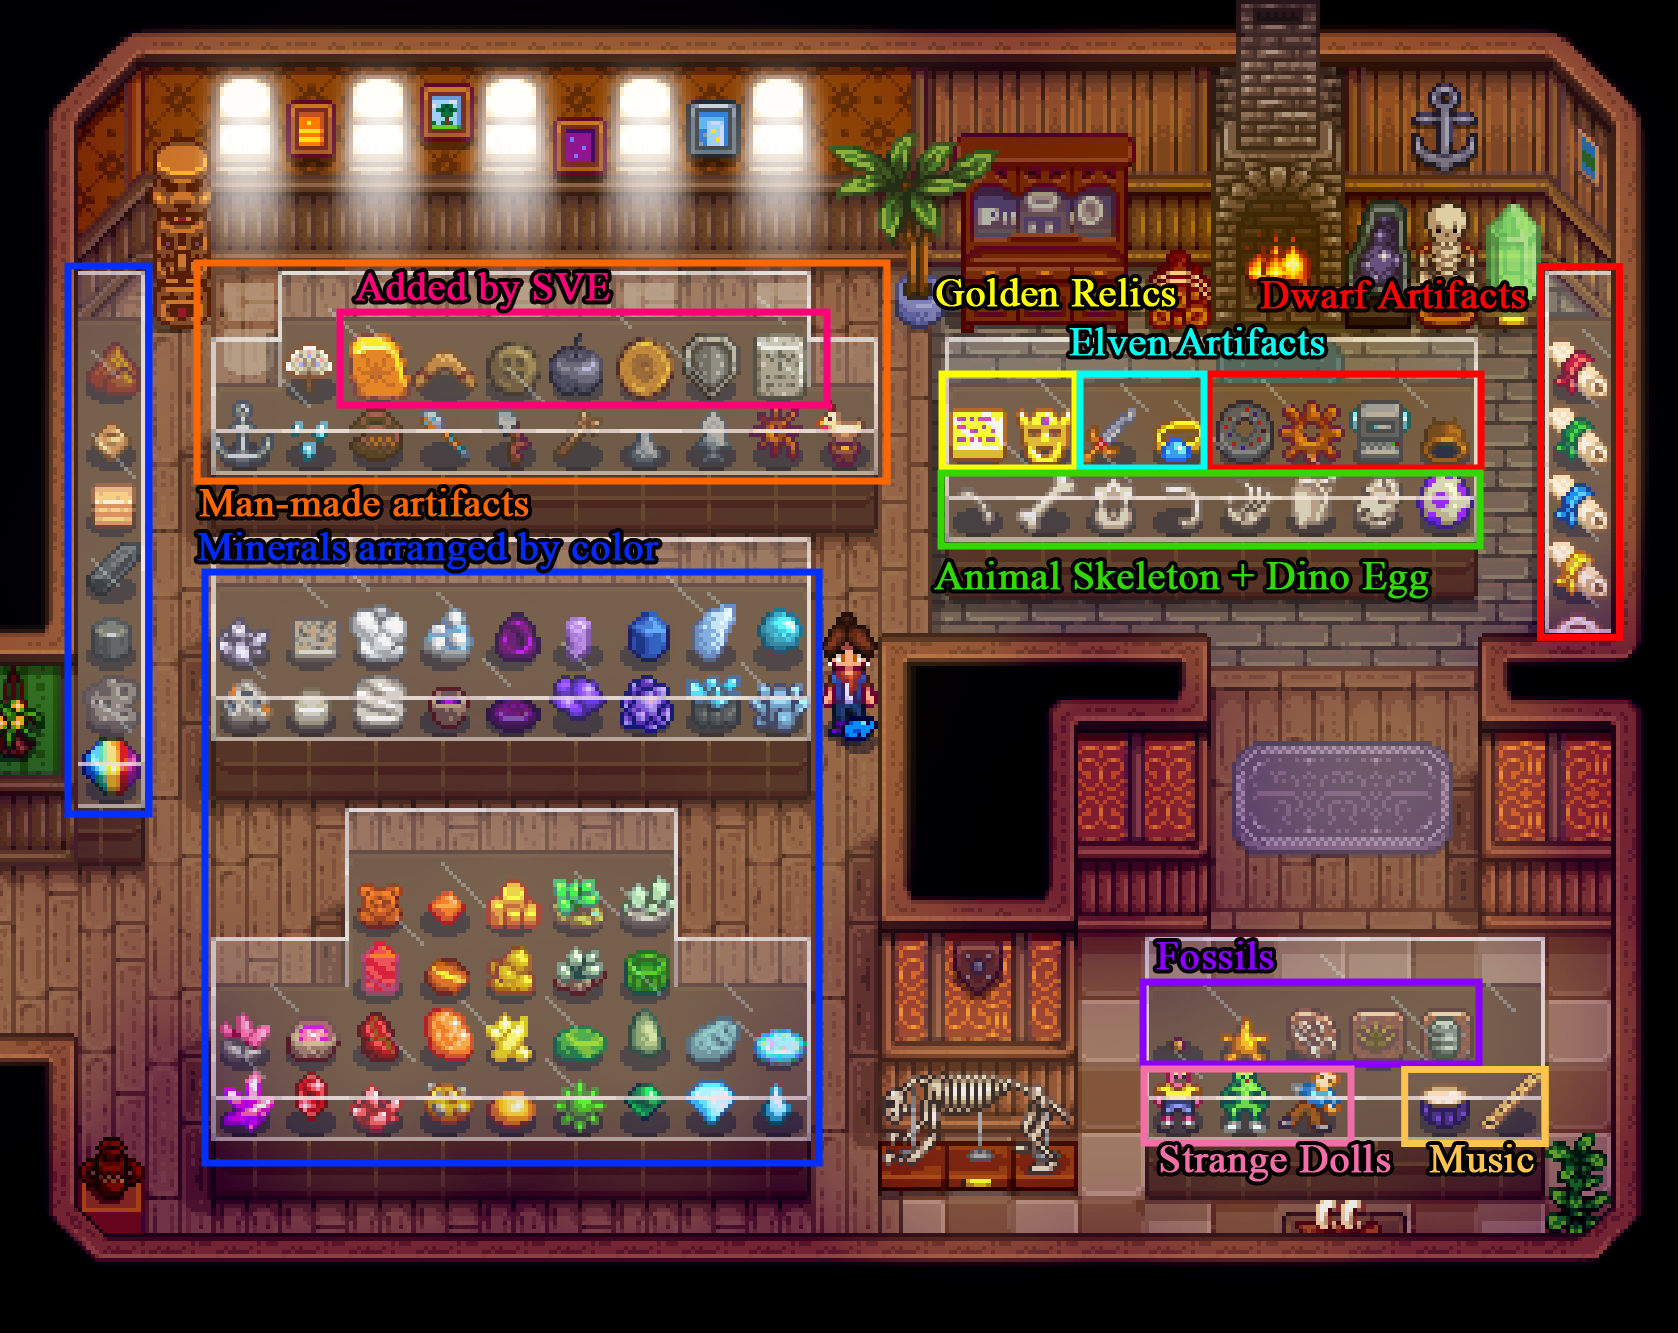 Added by SVE
Golden Relics
Dwarf Artifacts
Elven Artifacts
Man-made artifacts
Minerals arranged by color
Animal Skeleton + Dino Egg
Fossils
Strange Dolls
Music